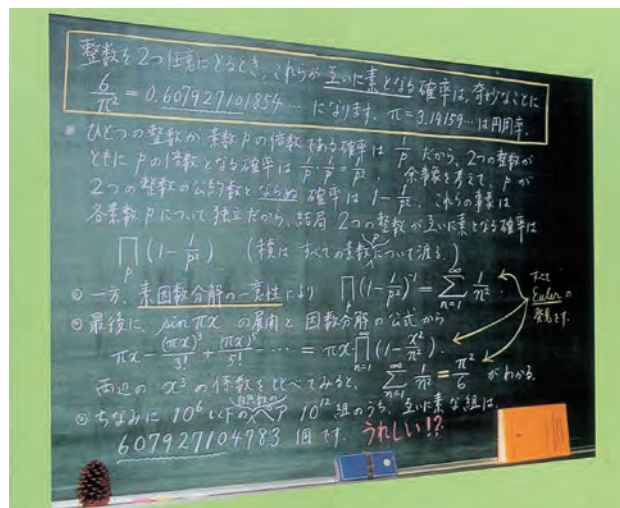 整数を2つ任意にとるとき、これらが互いに素となる確率は、奇妙なことに
6/π² = 0.607927101854… になります. π = 3.14159… は円周率.
ひとつの整数が素数pの倍数である確率は 1/p だから、2つの整数が
ともにpの倍数となる確率は 1/p · 1/p = 1/p². 余事象を考えて、pが
2つの整数の公約数とならぬ確率は 1 - 1/p². これらの事象は
各素数pについて独立だから、結局2つの整数が互いに素となる確率は
∏_p (1 - 1/p²) (積はすべての素数pについて渡る.)
◎ 一方、素因数分解の一意性により ∏_p (1 - 1/p²)⁻¹ = ∑_{n=1}^∞ 1/n².
すべて
Eulerの
発見です.
◎ 最後に、sin πx の展開と因数分解の公式から
πx - (πx)³/3! + (πx)⁵/5! - … = πx ∏_{n=1}^∞ (1 - x²/n²).
両辺の x³ の係数を比べてみると、 ∑_{n=1}^∞ 1/n² = π²/6 がわかる.
◎ ちなみに 10⁶ 以下の自然数のペア 10¹² 組のうち、互いに素な組は、
607927104783 個です. うれしい!?